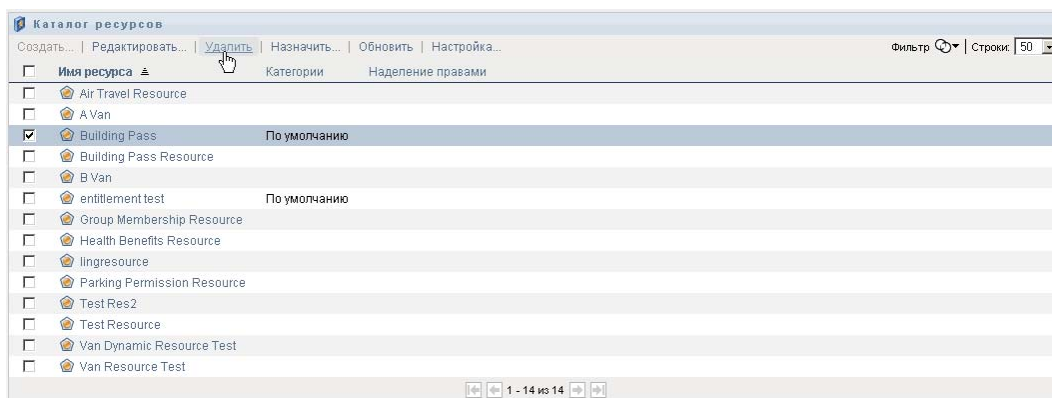 Каталог ресурсов
Создать... | Редактировать... | Удалить | Назначить... | Обновить | Настройка... Фильтр | Строки: 50
Имя ресурса Категории Наделение правами
Air Travel Resource
A Van
Building Pass По умолчанию
Building Pass Resource
B Van
entitlement test По умолчанию
Group Membership Resource
Health Benefits Resource
lingresource
Parking Permission Resource
Test Res2
Test Resource
Van Dynamic Resource Test
Van Resource Test
1 - 14 из 14